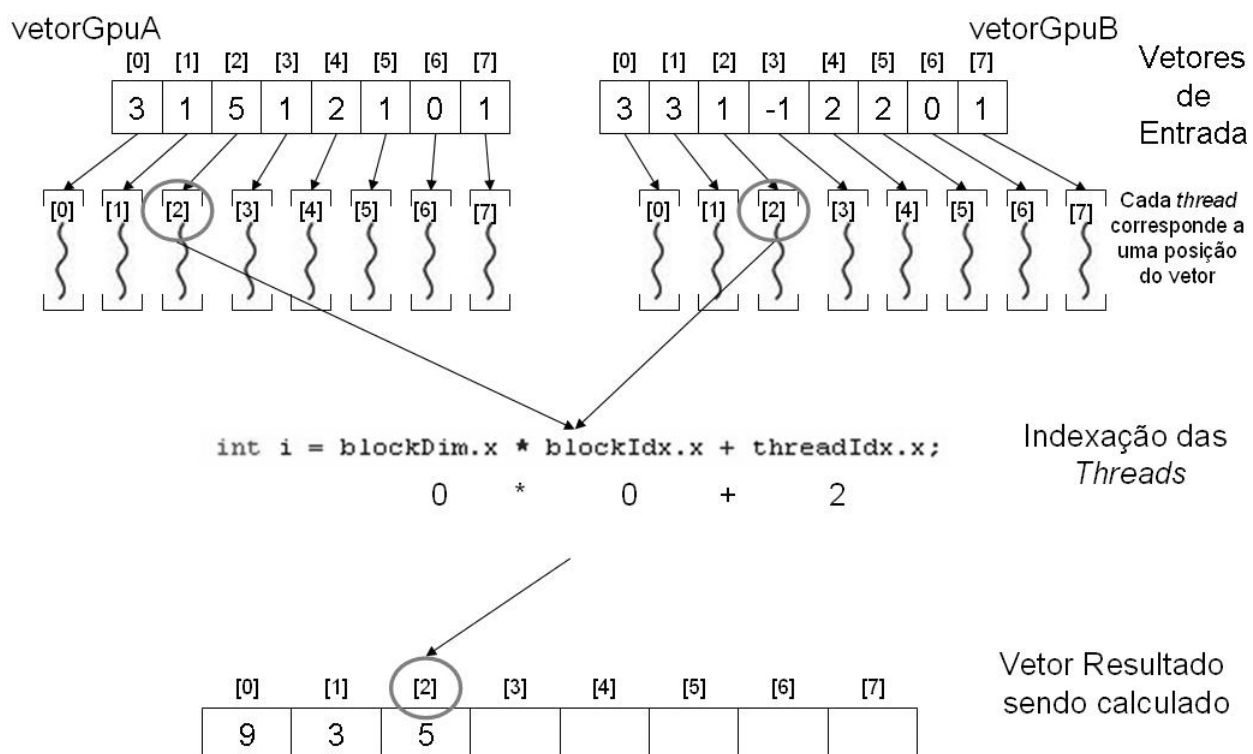 vetorGpuA
vetorGpuB
[0] [1] [2] [3] [4] [5] [6] [7]
[0] [1] [2] [3] [4] [5] [6] [7]
Vetores
de
Entrada
3 1 5 1 2 1 0 1
3 3 1 -1 2 2 0 1
[0] [1] [2] [3] [4] [5] [6] [7]
[0] [1] [2] [3] [4] [5] [6] [7]
Cada thread
corresponde a
uma posição
do vetor
int i = blockDim.x * blockIdx.x + threadIdx.x;
0 * 0 + 2
Indexação das
Threads
[0] [1] [2] [3] [4] [5] [6] [7]
9 3 5
Vetor Resultado
sendo calculado